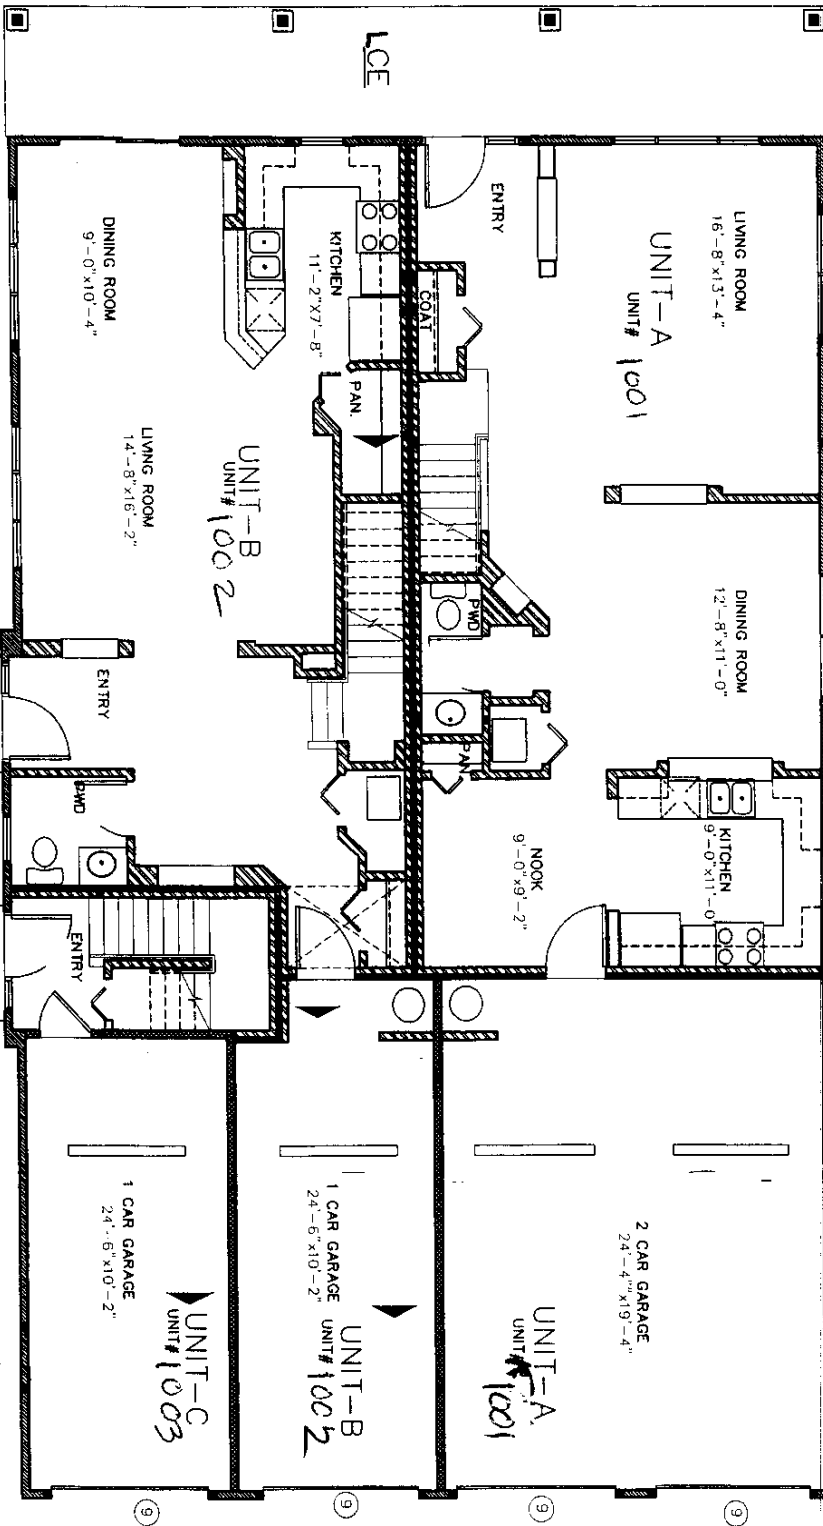 LCE
LIVING ROOM
16'-8"x13'-4"
UNIT-A
UNIT# 1001
ENTRY
COAT
DINING ROOM
12'-8"x11'-0"
PWD
PAN.
KITCHEN
9'-0"x11'-0
NOOK
9'-0"x9'-2"
KITCHEN
11'-2"x7'-8"
PAN.
DINING ROOM
9'-0"x10'-4"
LIVING ROOM
14'-8"x16'-2"
UNIT-B
UNIT# 1002
ENTRY
PWD
ENTRY
2 CAR GARAGE
24'-4"x19'-4"
UNIT-A
UNIT# 1001
1 CAR GARAGE
24'-6"x10'-2"
UNIT-B
UNIT# 1002
1 CAR GARAGE
24'-6"x10'-2"
UNIT-C
UNIT# 1003
9
9
9
9